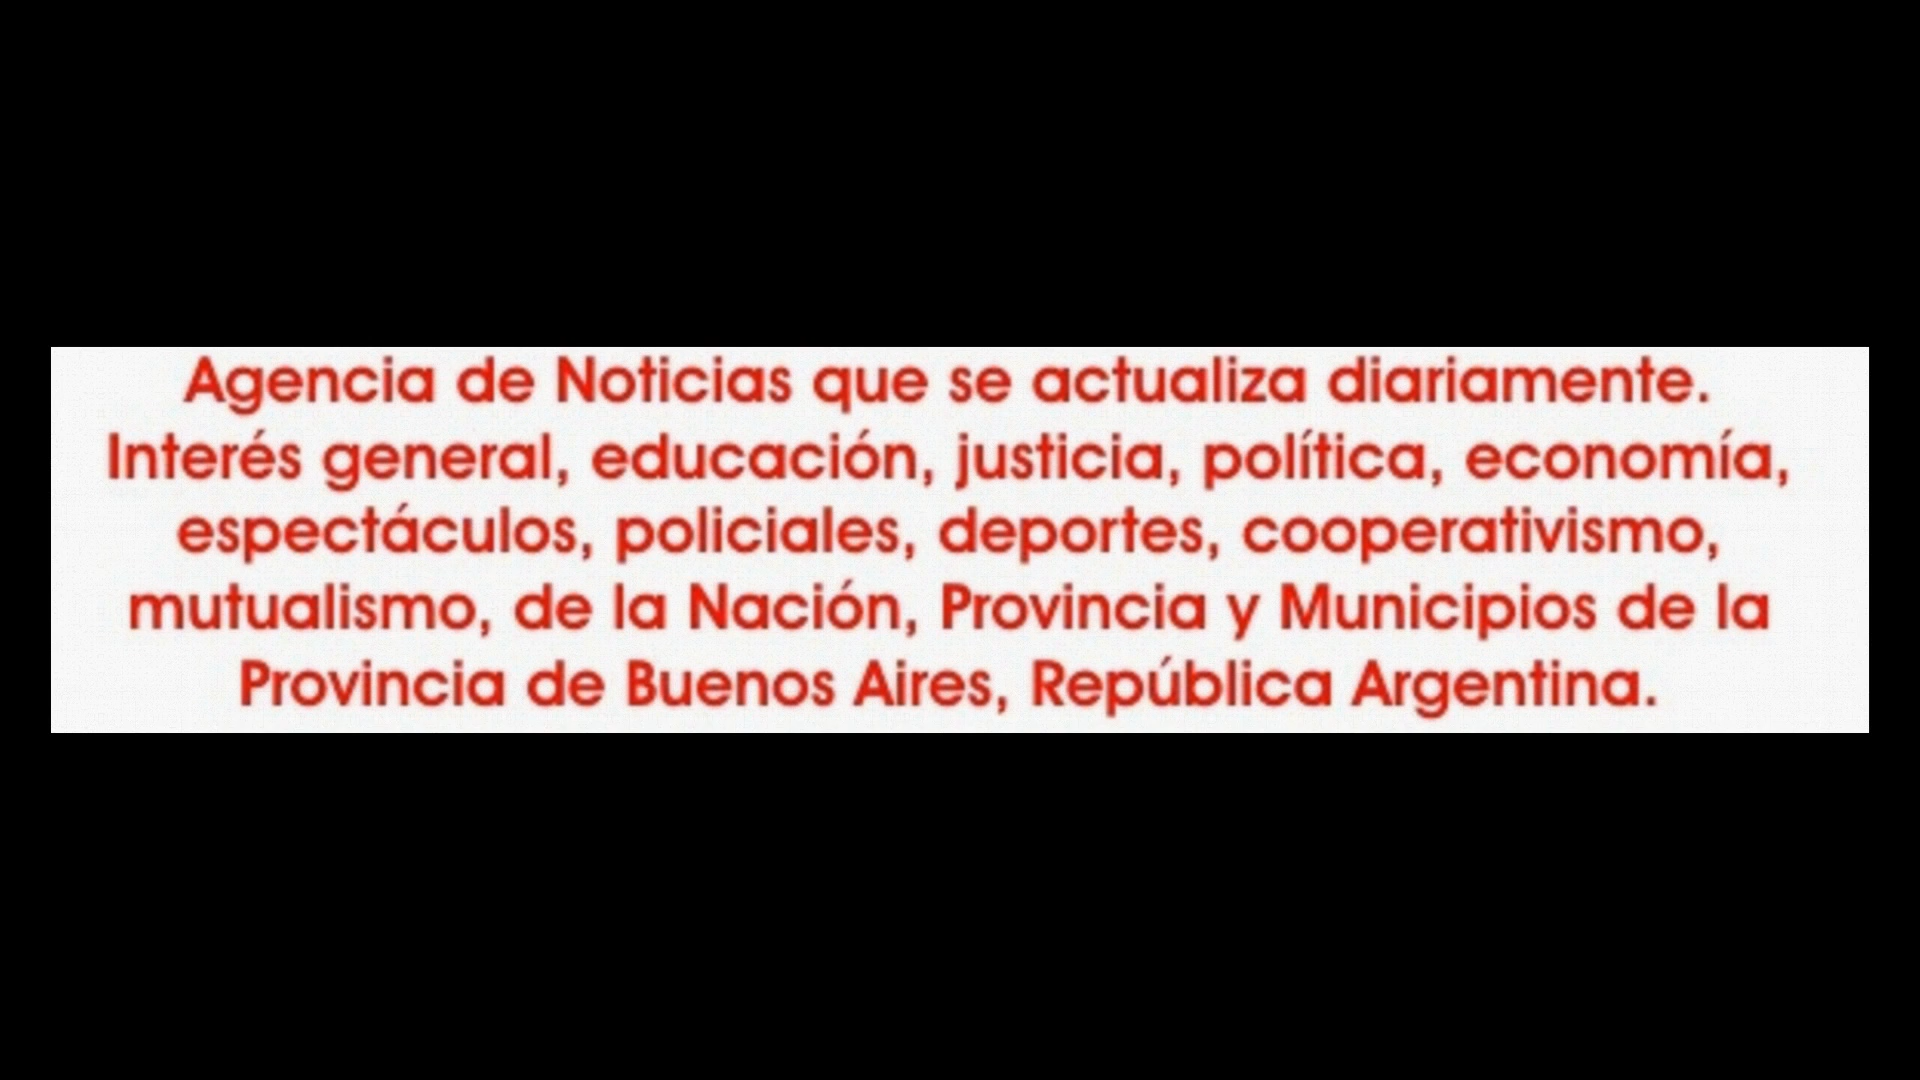 Agencia de Noticias que se actualiza diariamente.
Interés general, educación, justicia, política, economía,
espectáculos, policiales, deportes, cooperativismo,
mutualismo, de la Nación, Provincia y Municipios de la
Provincia de Buenos Aires, República Argentina.